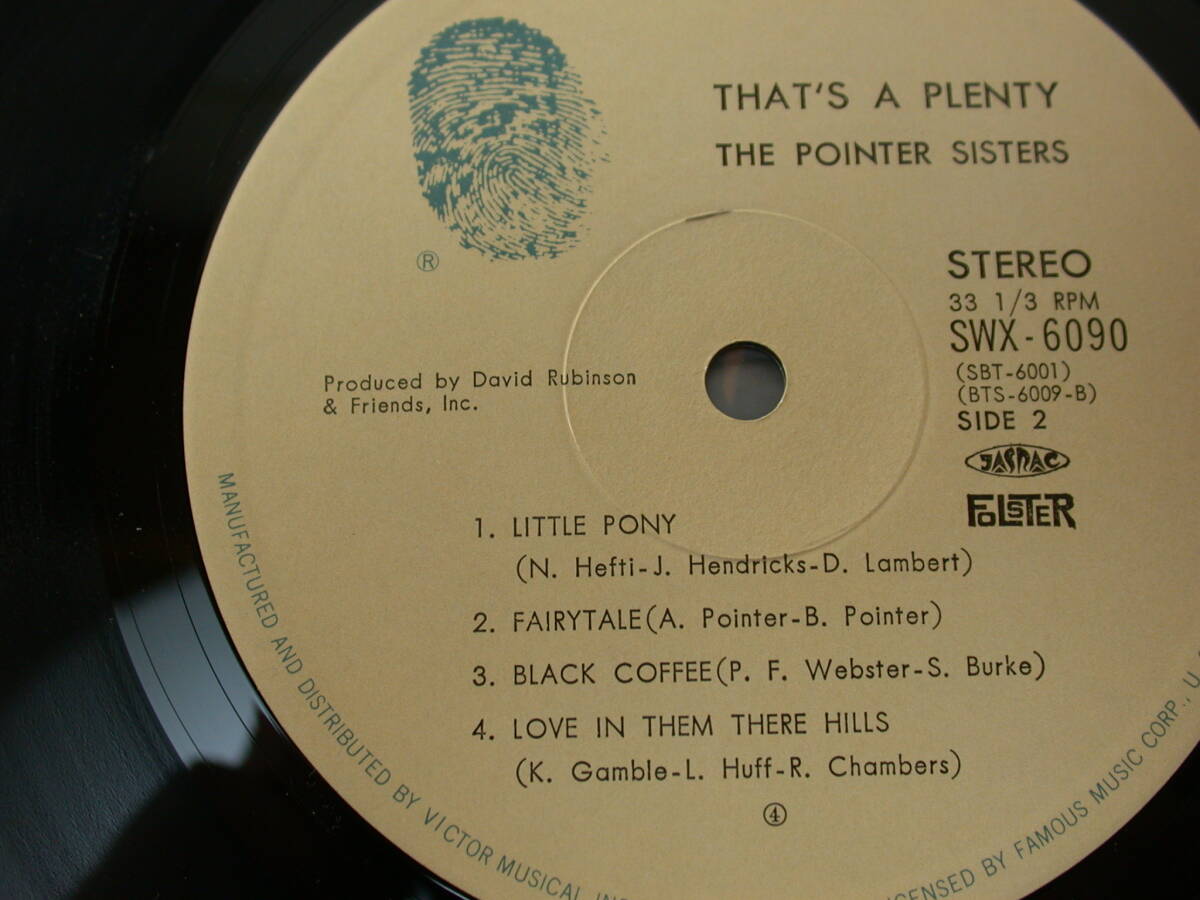 THAT'S A PLENTY
THE POINTER SISTERS
®
STEREO
33 1/3 RPM
SWX-6090
(SBT-6001)
(BTS-6009-B)
SIDE 2
JASRAC
FOLSTER
Produced by David Rubinson
& Friends, Inc.
1. LITTLE PONY
(N. Hefti-J. Hendricks-D. Lambert)
2. FAIRYTALE(A. Pointer-B. Pointer)
3. BLACK COFFEE(P. F. Webster-S. Burke)
4. LOVE IN THEM THERE HILLS
(K. Gamble-L. Huff-R. Chambers)
④
MANUFACTURED AND DISTRIBUTED BY VICTOR MUSICAL
BY FAMOUS MUSIC CORP.,